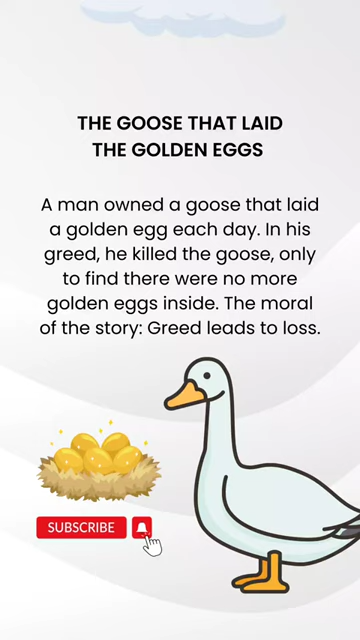 THE GOOSE THAT LAID
THE GOLDEN EGGS
A man owned a goose that laid
a golden egg each day. In his
greed, he killed the goose, only
to find there were no more
golden eggs inside. The moral
of the story: Greed leads to loss.
SUBSCRIBE